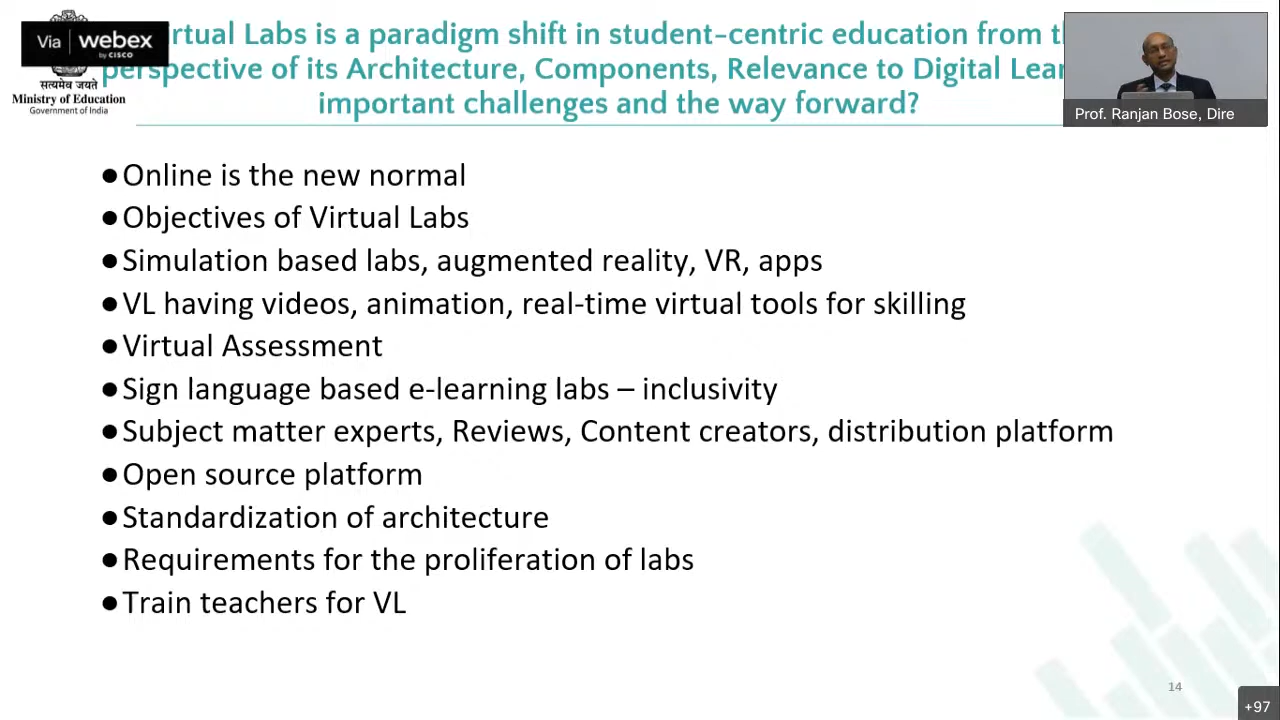 Via webex
by CISCO
सत्यमेव जयते
Ministry of Education
Government of India
rtual Labs is a paradigm shift in student-centric education from
perspective of its Architecture, Components, Relevance to Digital
important challenges and the way forward?
Prof. Ranjan Bose, Dire
●Online is the new normal
●Objectives of Virtual Labs
●Simulation based labs, augmented reality, VR, apps
●VL having videos, animation, real-time virtual tools for skilling
●Virtual Assessment
●Sign language based e-learning labs – inclusivity
●Subject matter experts, Reviews, Content creators, distribution platform
●Open source platform
●Standardization of architecture
●Requirements for the proliferation of labs
●Train teachers for VL
14
+97